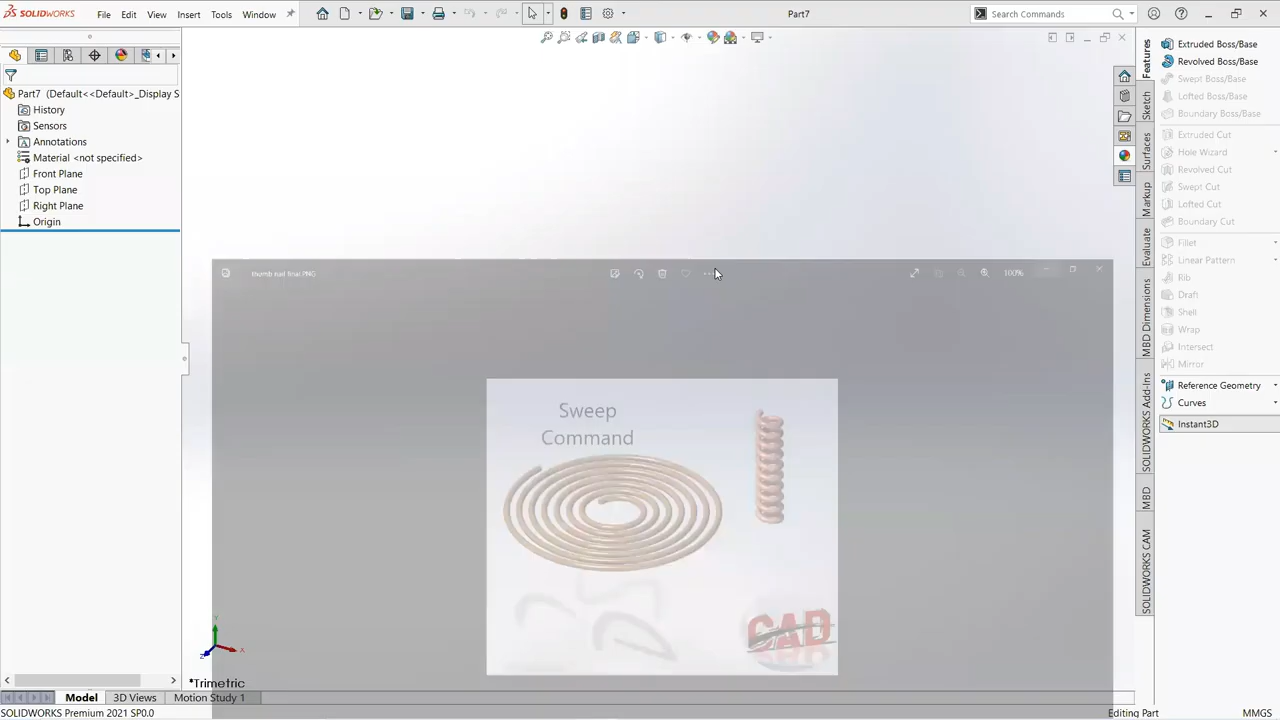 SOLIDWORKS
File
Edit
View
Insert
Tools
Window
Part7
Search Commands
Part7 (Default<<Default>_Display S
History
Sensors
Annotations
Material <not specified>
Front Plane
Top Plane
Right Plane
Origin
thumb nail final.PNG
100%
Sweep
Command
CAD
Y
X
Z
*Trimetric
Features
Sketch
Surfaces
Markup
Evaluate
MBD Dimensions
SOLIDWORKS Add-Ins
MBD
SOLIDWORKS CAM
Extruded Boss/Base
Revolved Boss/Base
Swept Boss/Base
Lofted Boss/Base
Boundary Boss/Base
Extruded Cut
Hole Wizard
Revolved Cut
Swept Cut
Lofted Cut
Boundary Cut
Fillet
Linear Pattern
Rib
Draft
Shell
Wrap
Intersect
Mirror
Reference Geometry
Curves
Instant3D
Model
3D Views
Motion Study 1
SOLIDWORKS Premium 2021 SP0.0
Editing Part
MMGS